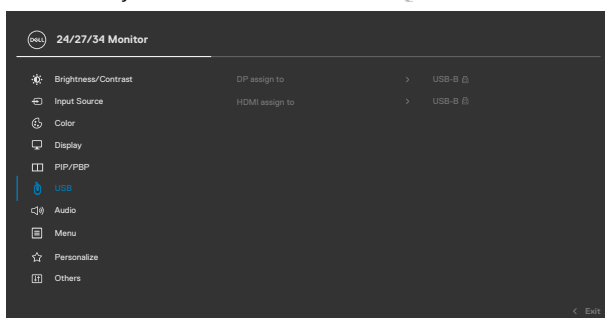 DELL
24/27/34 Monitor
Brightness/Contrast
DP assign to > USB-B
Input Source
HDMI assign to > USB-B
Color
Display
PIP/PBP
USB
Audio
Menu
Personalize
Others
< Exit